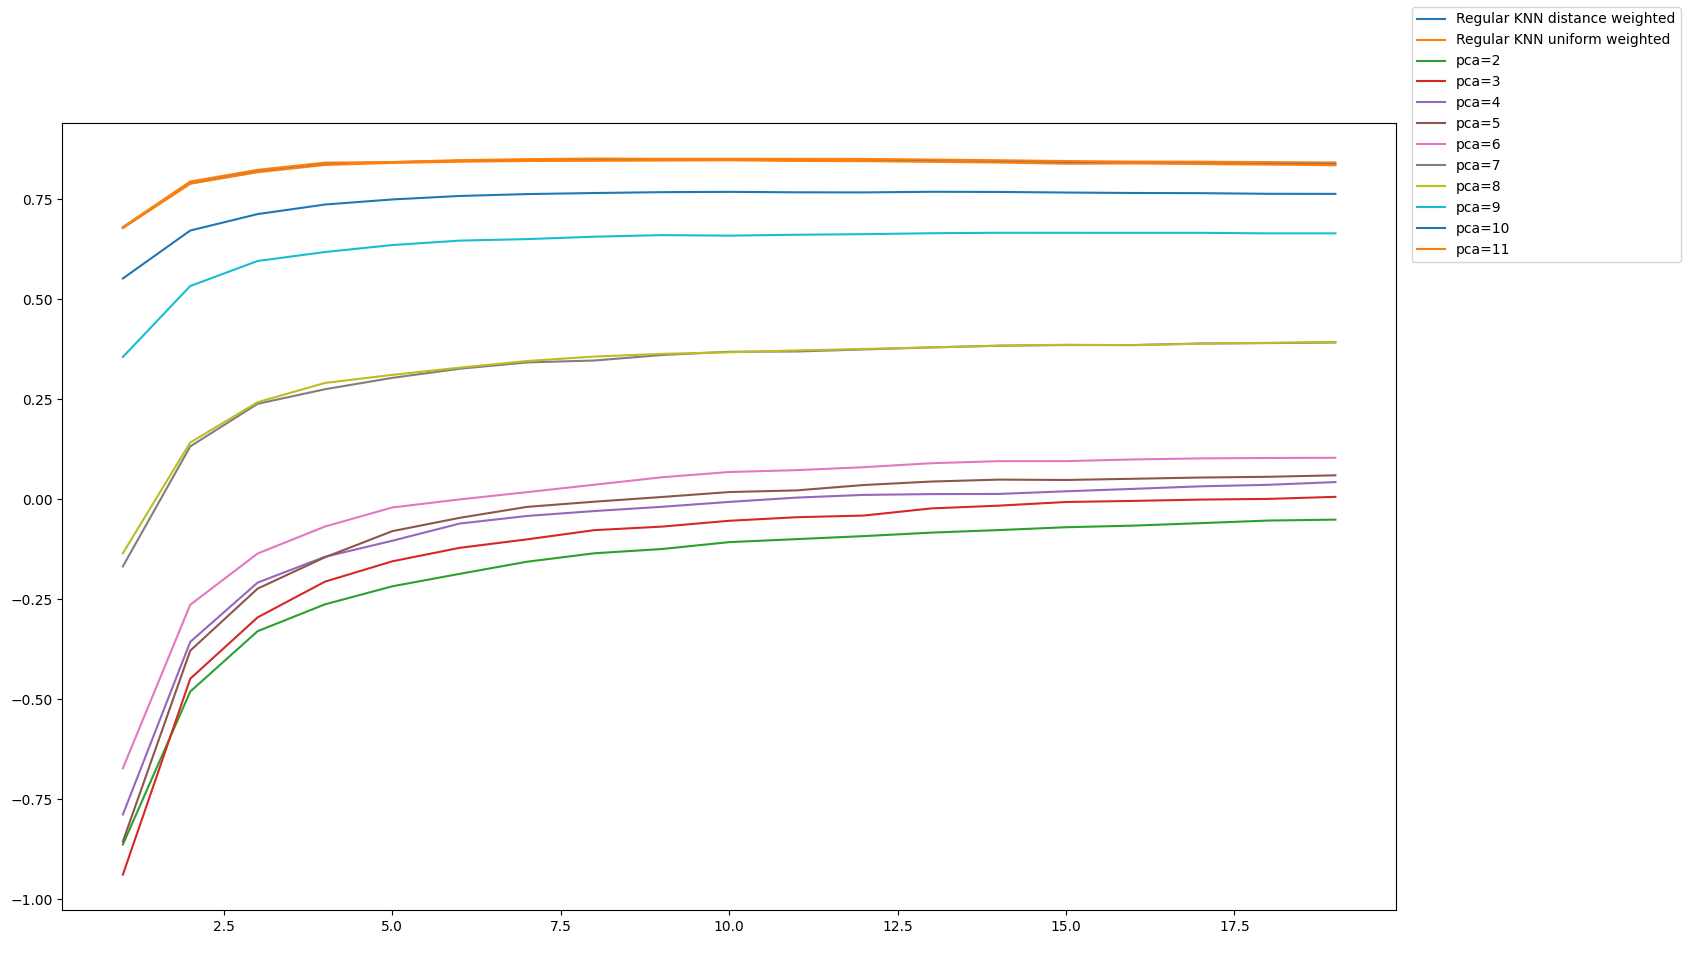 Regular KNN distance weighted
Regular KNN uniform weighted
pca=2
pca=3
pca=4
pca=5
pca=6
pca=7
pca=8
pca=9
pca=10
pca=11
0.75
0.50
0.25
0.00
−0.25
−0.50
−0.75
−1.00
2.5 5.0 7.5 10.0 12.5 15.0 17.5